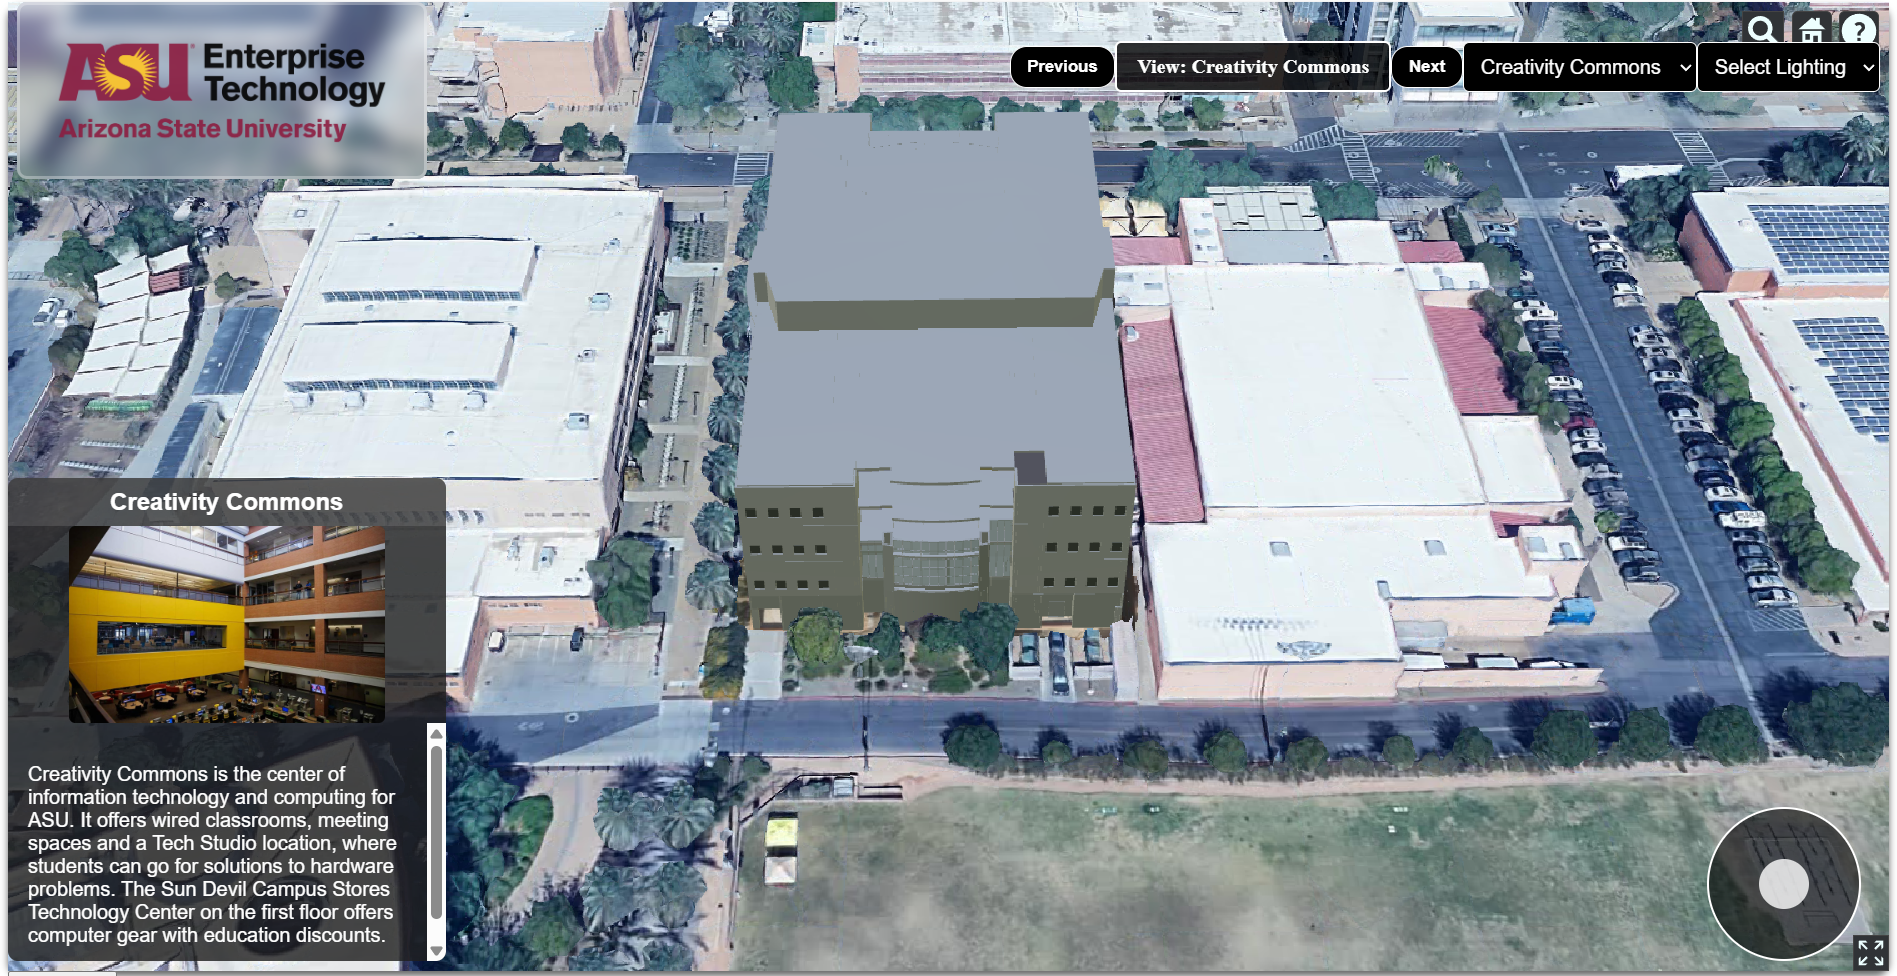 ASU Enterprise
Technology
Arizona State University
Previous
View: Creativity Commons
Next
Creativity Commons
Select Lighting
?
Creativity Commons
Creativity Commons is the center of
information technology and computing for
ASU. It offers wired classrooms, meeting
spaces and a Tech Studio location, where
students can go for solutions to hardware
problems. The Sun Devil Campus Stores
Technology Center on the first floor offers
computer gear with education discounts.